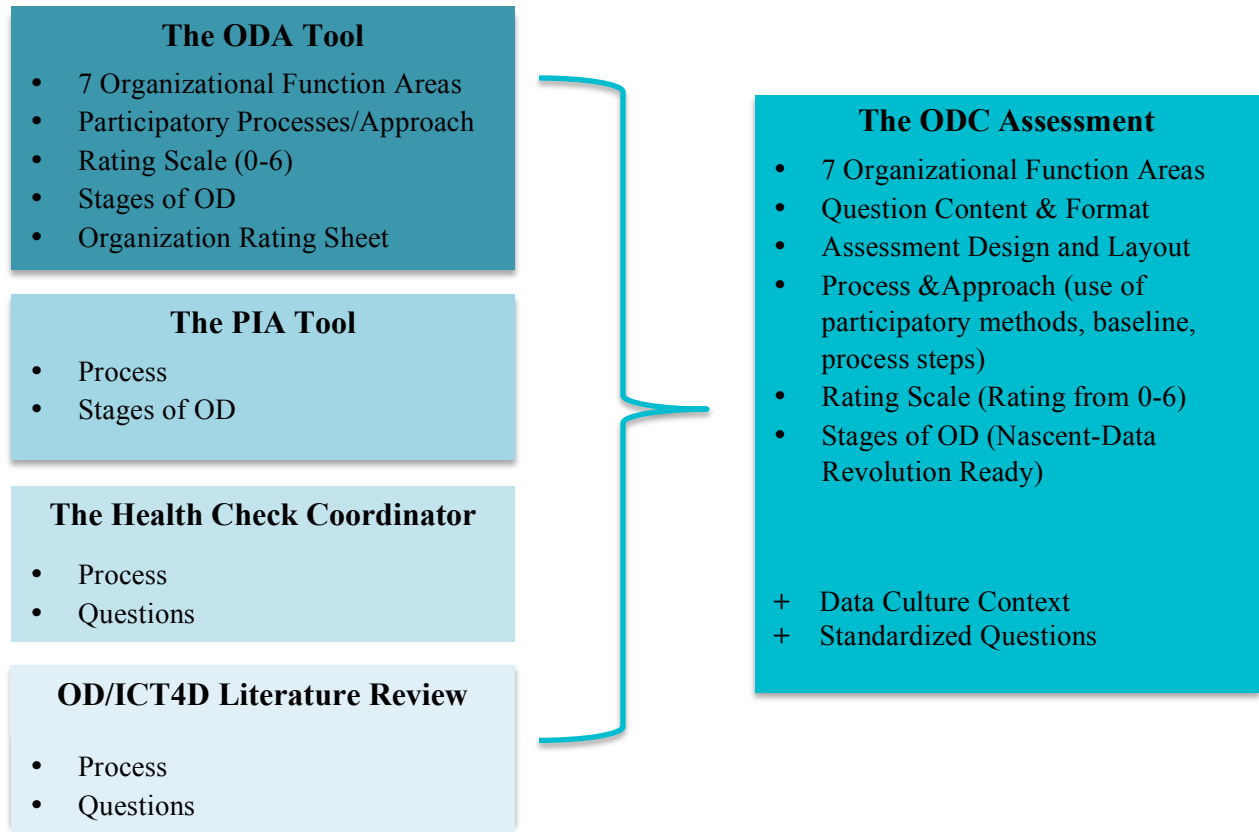 The ODA Tool
• 7 Organizational Function Areas
• Participatory Processes/Approach
• Rating Scale (0-6)
• Stages of OD
• Organization Rating Sheet
The PIA Tool
• Process
• Stages of OD
The Health Check Coordinator
• Process
• Questions
OD/ICT4D Literature Review
• Process
• Questions
The ODC Assessment
• 7 Organizational Function Areas
• Question Content & Format
• Assessment Design and Layout
• Process &Approach (use of
participatory methods, baseline,
process steps)
• Rating Scale (Rating from 0-6)
• Stages of OD (Nascent-Data
Revolution Ready)
+ Data Culture Context
+ Standardized Questions